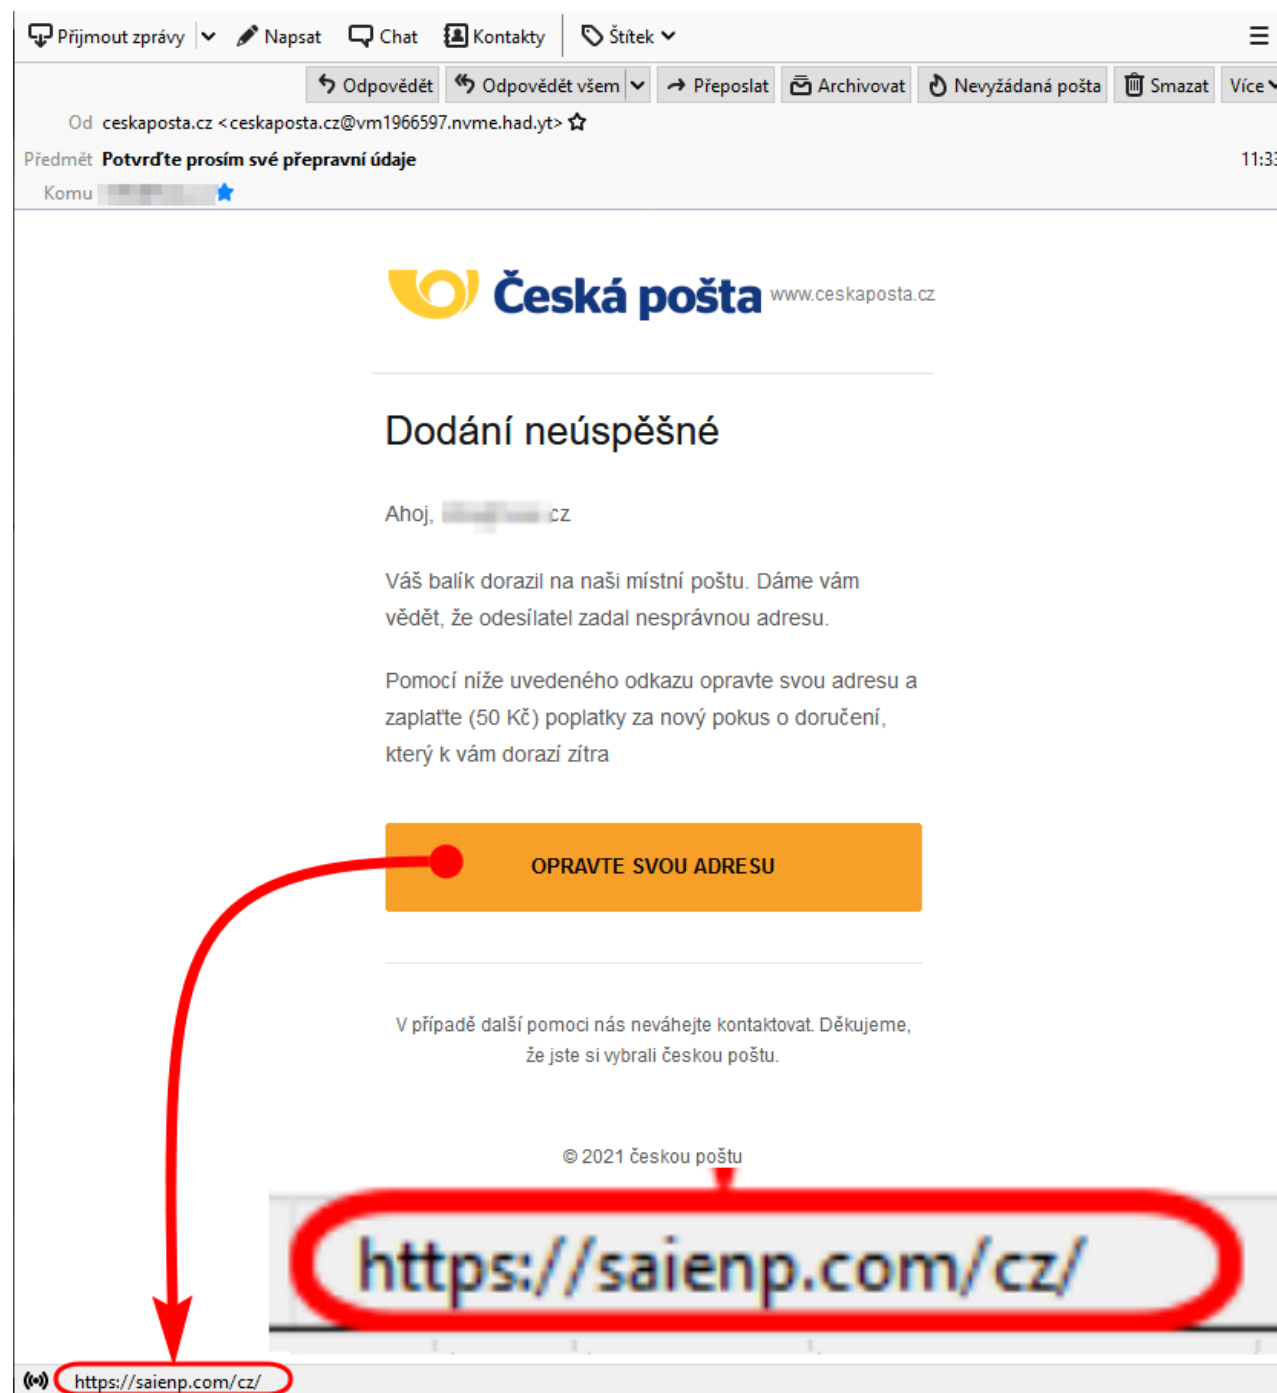 Přijmout zprávy Napsat Chat Kontakty Štítek
Odpovědět Odpovědět všem Přeposlat Archivovat Nevyžádaná pošta Smazat Více
Od ceskaposta.cz <ceskaposta.cz@vm1966597.nvme.had.yt>
Předmět Potvrďte prosím své přepravní údaje 11:33
Komu
Česká pošta www.ceskaposta.cz
Dodání neúspěšné
Ahoj, cz
Váš balík dorazil na naši místní poštu. Dáme vám
vědět, že odesílatel zadal nesprávnou adresu.
Pomocí níže uvedeného odkazu opravte svou adresu a
zaplaťte (50 Kč) poplatky za nový pokus o doručení,
který k vám dorazí zítra
OPRAVTE SVOU ADRESU
V případě další pomoci nás neváhejte kontaktovat. Děkujeme,
že jste si vybrali českou poštu.
© 2021 českou poštu
https://saienp.com/cz/
https://saienp.com/cz/